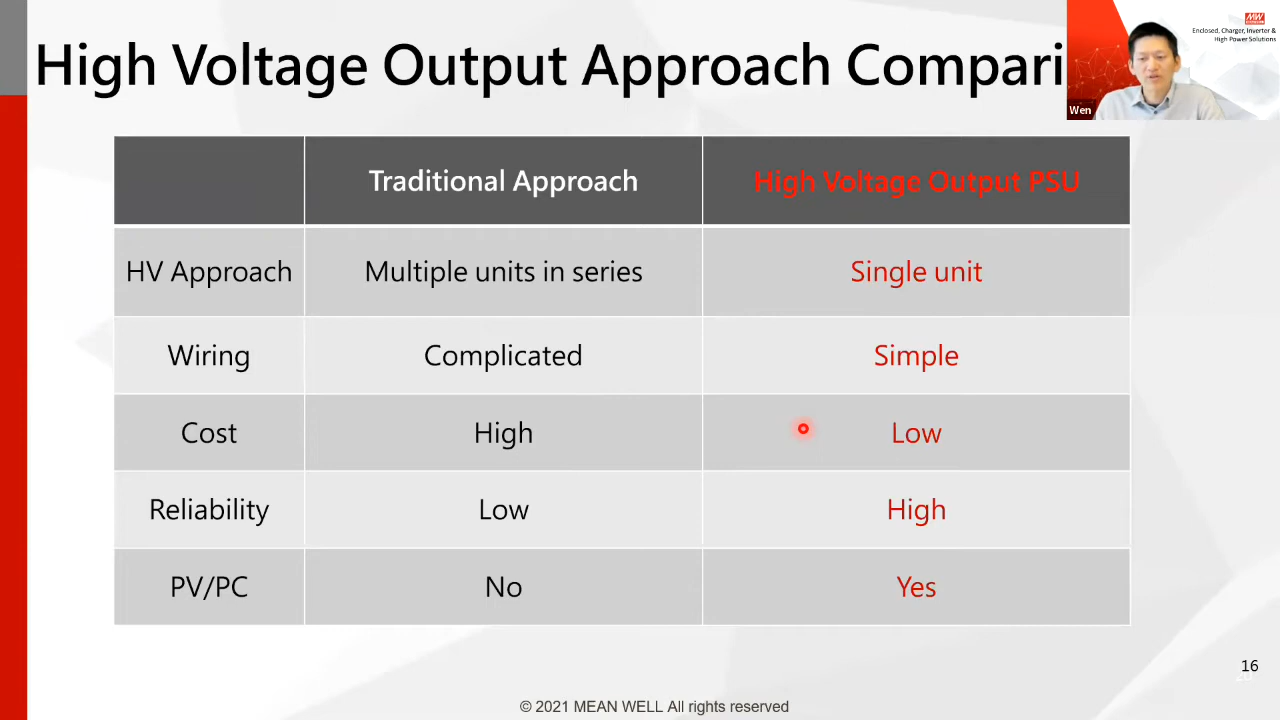 High Voltage Output Approach Compari
MW
Enclosed, Charger, Inverter &
High Power Solutions
Wen
Traditional Approach
High Voltage Output PSU
HV Approach
Multiple units in series
Single unit
Wiring
Complicated
Simple
Cost
High
Low
Reliability
Low
High
PV/PC
No
Yes
16
20
© 2021 MEAN WELL All rights reserved